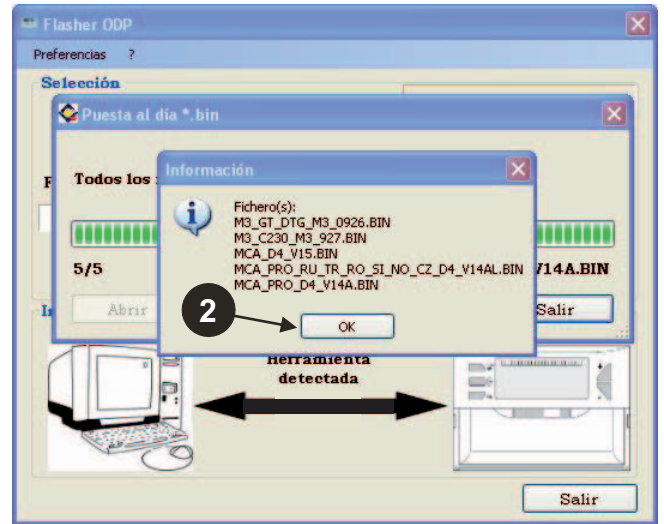 Flasher ODP
Preferencias ?
Selección
Puesta al día *.bin
Todos los
Información
Fichero(s):
M3_GT_DTG_M3_0926.BIN
M3_C230_M3_927.BIN
MCA_D4_V15.BIN
MCA_PRO_RU_TR_RO_SI_NO_CZ_D4_V14AL.BIN
MCA_PRO_D4_V14A.BIN
5/5
V14A.BIN
Abrir
2
OK
Salir
Herramienta
detectada
Salir